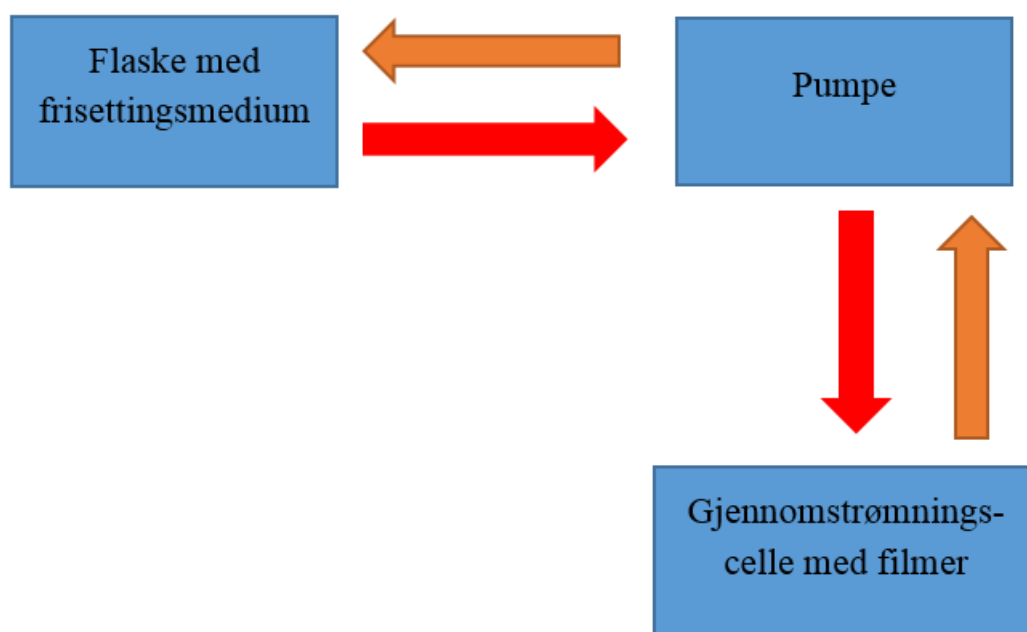 Flaske med
frisettingsmedium
Pumpe
Gjennomstrømnings-
celle med filmer